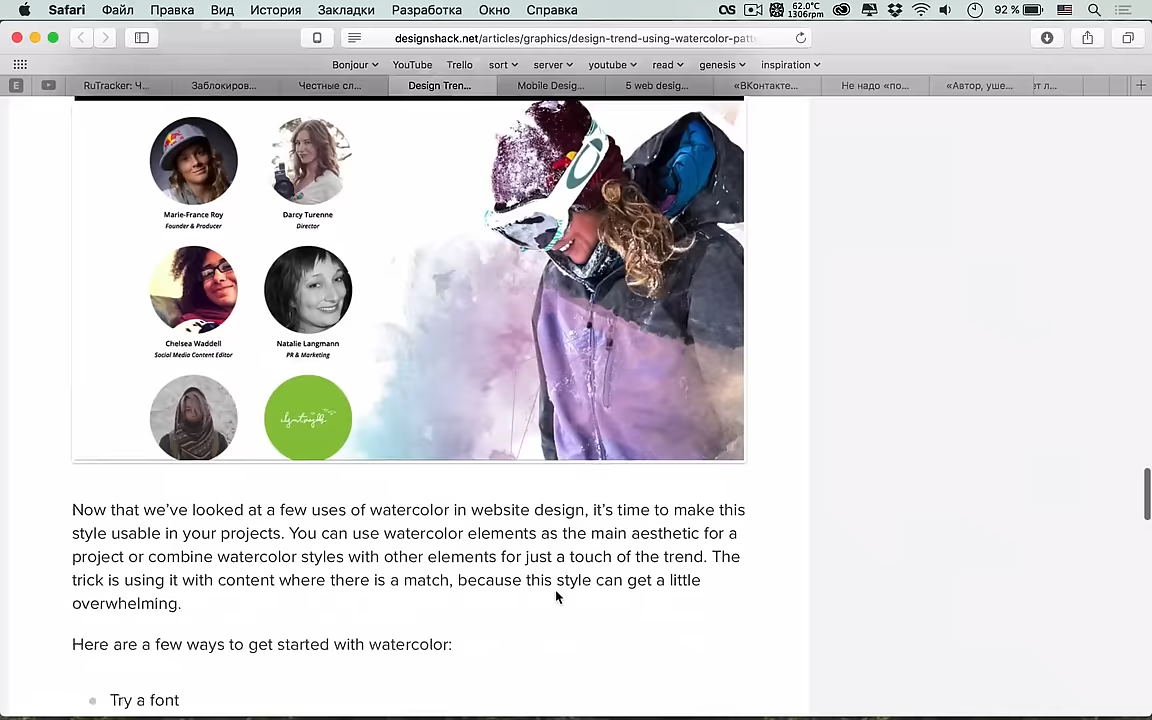 Safari Файл Правка Вид История Закладки Разработка Окно Справка
62.0°C
1306rpm
92 %
designshack.net/articles/graphics/design-trend-using-watercolor-patt
Bonjour YouTube Trello sort server youtube read genesis inspiration
E RuTracker: Ч... Заблокиров... Честные сл... Design Tren... Mobile Desig... 5 web desig... «ВКонтакте... Не надо «по... «Автор, уше... ет л...
Marie-France Roy Darcy Turenne
Founder & Producer Director
Chelsea Waddell Natalie Langmann
Social Media Content Editor PR & Marketing
Now that we’ve looked at a few uses of watercolor in website design, it’s time to make this
style usable in your projects. You can use watercolor elements as the main aesthetic for a
project or combine watercolor styles with other elements for just a touch of the trend. The
trick is using it with content where there is a match, because this style can get a little
overwhelming.
Here are a few ways to get started with watercolor:
Try a font